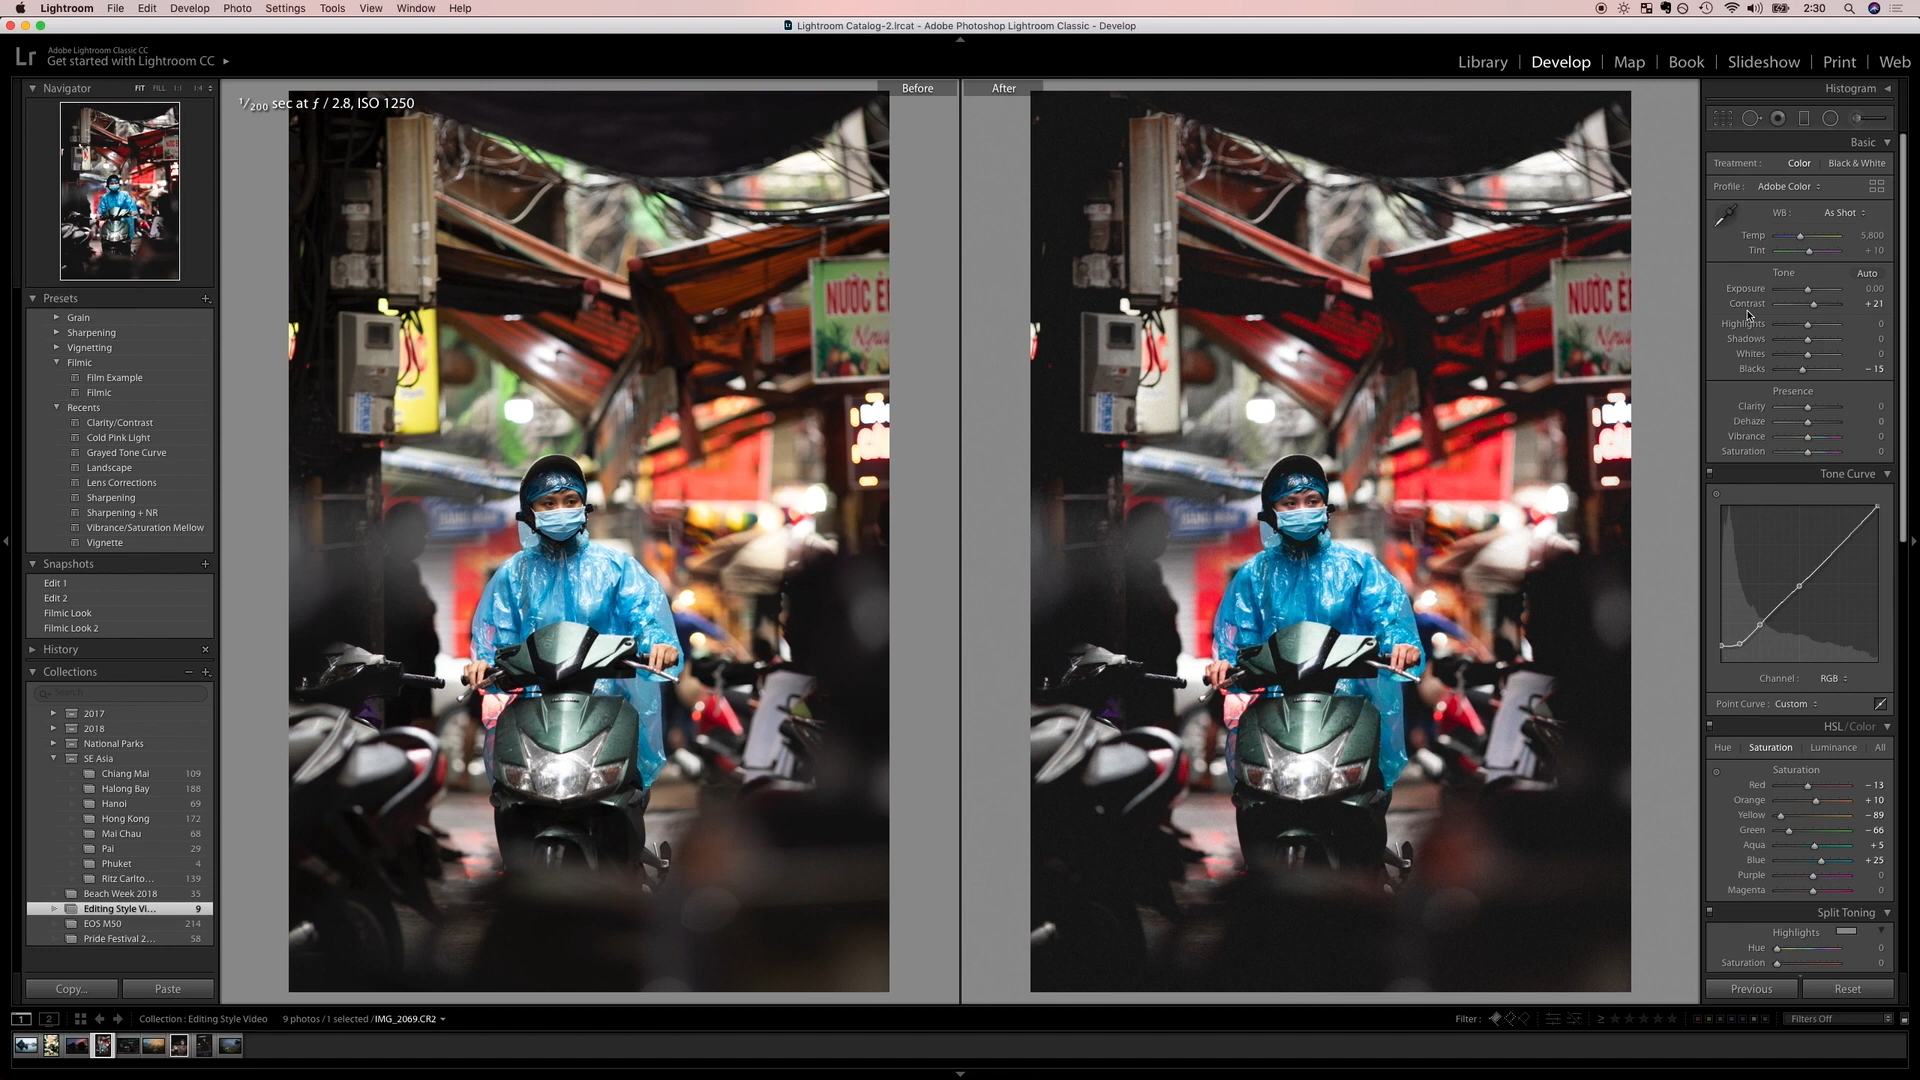 Lightroom File Edit Develop Photo Settings Tools View Window Help 2:30
Lightroom Catalog-2.lrcat - Adobe Photoshop Lightroom Classic - Develop
Lr
Adobe Lightroom Classic CC
Get started with Lightroom CC
Library | Develop | Map | Book | Slideshow | Print | Web
Navigator FIT FILL 1:1 1:4
Presets
Grain
Sharpening
Vignetting
Filmic
Film Example
Filmic
Recents
Clarity/Contrast
Cold Pink Light
Grayed Tone Curve
Landscape
Lens Corrections
Sharpening
Sharpening + NR
Vibrance/Saturation Mellow
Vignette
Snapshots
Edit 1
Edit 2
Filmic Look
Filmic Look 2
History
Collections
Search
2017
2018
National Parks
SE Asia
Chiang Mai 109
Halong Bay 188
Hanoi 69
Hong Kong 172
Mai Chau 68
Pai 29
Phuket 4
Ritz Carlto... 139
Beach Week 2018 35
Editing Style Vi... 9
EOS M50 214
Pride Festival 2... 58
Copy... Paste
1/200 sec at ƒ / 2.8, ISO 1250
Before
After
NƯỚC É
NƯỚC É
Histogram
Basic
Treatment : Color | Black & White
Profile : Adobe Color
WB : As Shot
Temp 5,800
Tint + 10
Tone Auto
Exposure 0.00
Contrast + 21
Highlights 0
Shadows 0
Whites 0
Blacks - 15
Presence
Clarity 0
Dehaze 0
Vibrance 0
Saturation 0
Tone Curve
Channel : RGB
Point Curve : Custom
HSL / Color
Hue Saturation Luminance All
Saturation
Red - 13
Orange + 10
Yellow - 89
Green - 66
Aqua + 5
Blue + 25
Purple 0
Magenta 0
Split Toning
Highlights
Hue 0
Saturation 0
Previous Reset
1 2 Collection : Editing Style Video 9 photos / 1 selected / IMG_2069.CR2 Filter : Filters Off